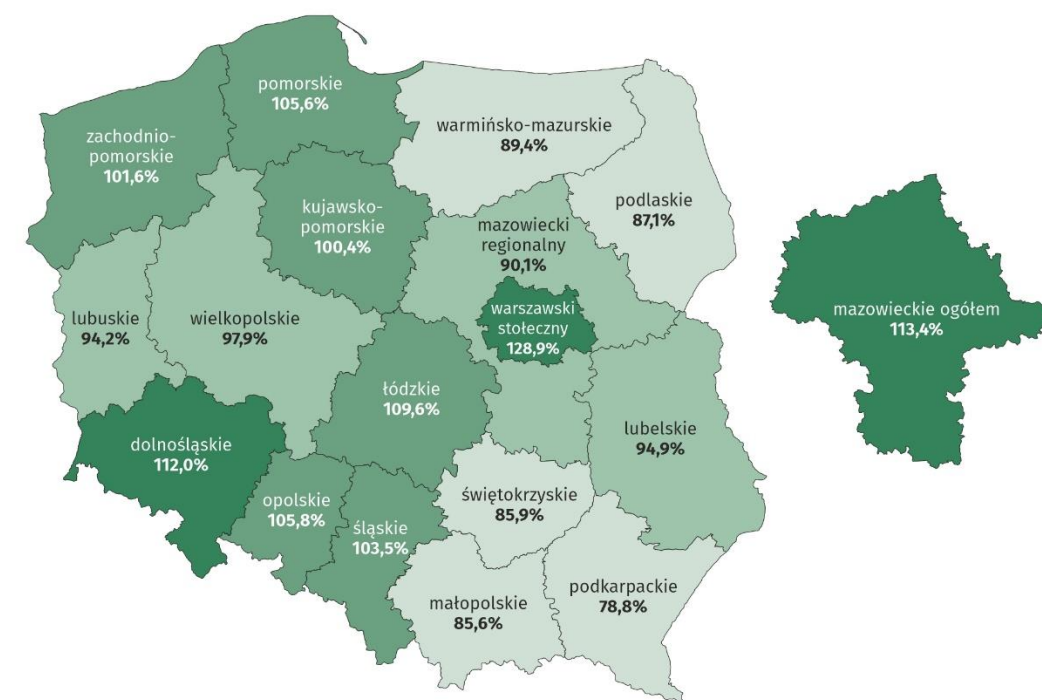 pomorskie
105,6%
zachodnio-
pomorskie
101,6%
warmińsko-mazurskie
89,4%
podlaskie
87,1%
kujawsko-
pomorskie
100,4%
mazowiecki
regionalny
90,1%
lubuskie
94,2%
wielkopolskie
97,9%
warszawski
stołeczny
128,9%
mazowieckie ogółem
113,4%
łódzkie
109,6%
dolnośląskie
112,0%
lubelskie
94,9%
opolskie
105,8%
śląskie
103,5%
świętokrzyskie
85,9%
małopolskie
85,6%
podkarpackie
78,8%